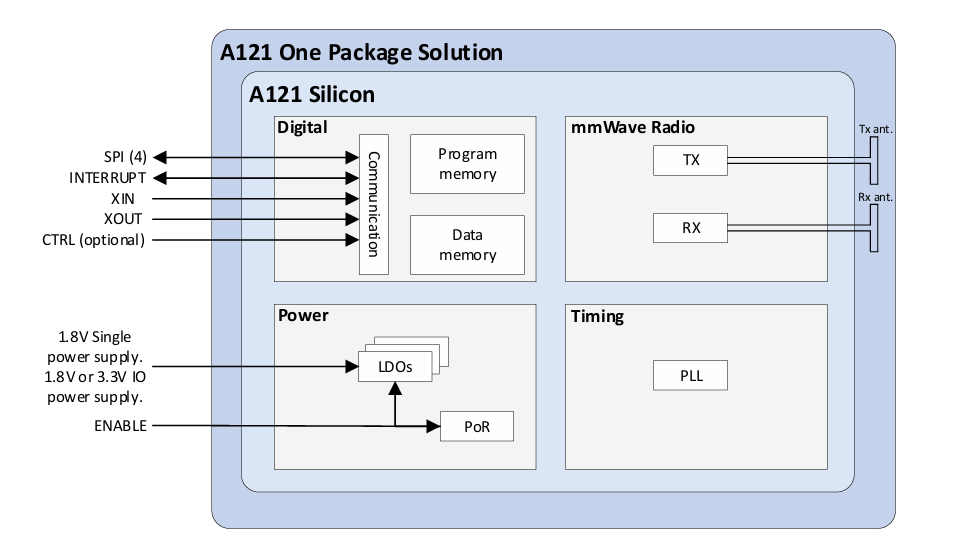 A121 One Package Solution
A121 Silicon
Digital
mmWave Radio
Tx ant.
SPI (4)
INTERRUPT
XIN
XOUT
CTRL (optional)
Communication
Program
memory
Data
memory
TX
RX
Rx ant.
Power
Timing
1.8V Single
power supply.
1.8V or 3.3V IO
power supply.
ENABLE
LDOs
PoR
PLL